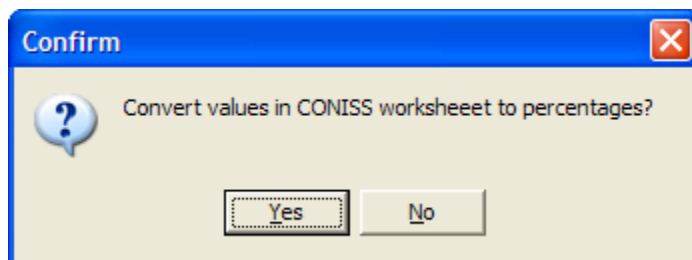 Confirm
Convert values in CONISS worksheeet to percentages?
Yes No